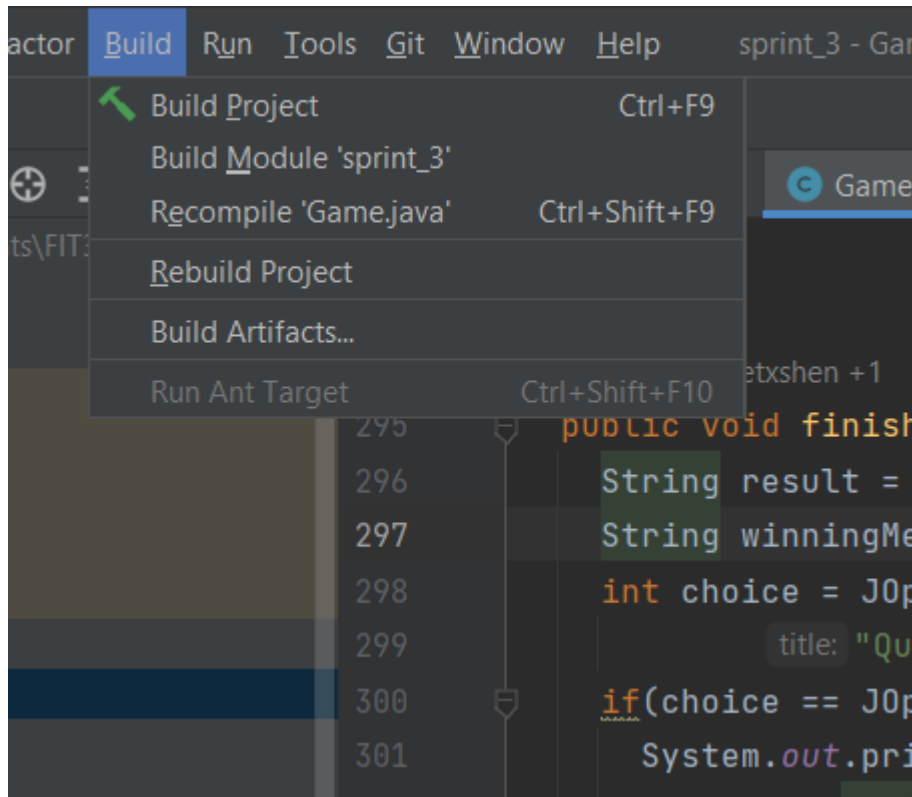 actor Build Run Tools Git Window Help sprint_3 - Gar
Build Project Ctrl+F9
Build Module 'sprint_3'
Game
Recompile 'Game.java' Ctrl+Shift+F9
ts\FIT3
Rebuild Project
Build Artifacts...
etxshen +1
Run Ant Target Ctrl+Shift+F10
295 public void finish
296 String result =
297 String winningMe
298 int choice = JOp
299 title: "Qu
300 if(choice == JOp
301 System.out.pri